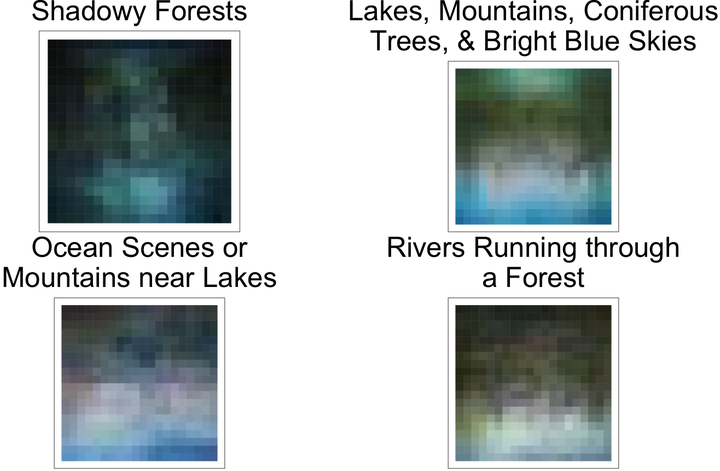 Shadowy Forests
Lakes, Mountains, Coniferous
Trees, & Bright Blue Skies
Ocean Scenes or
Mountains near Lakes
Rivers Running through
a Forest